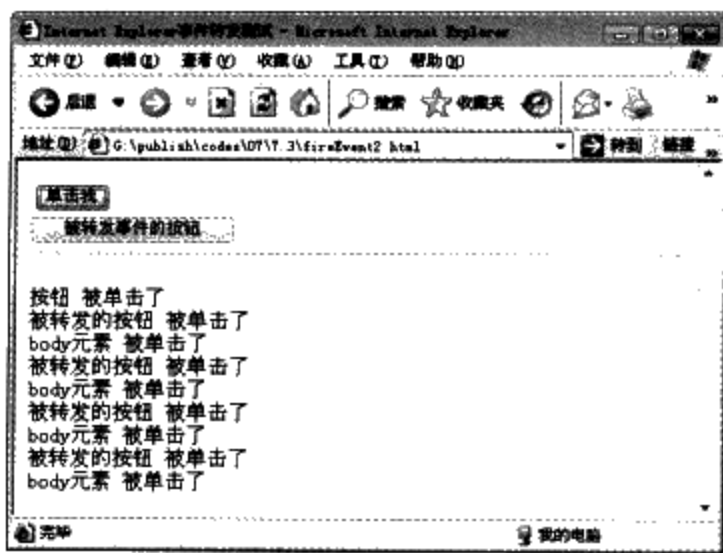 Internet Explorer事件转发测试 - Microsoft Internet Explorer
文件(F) 编辑(E) 查看(V) 收藏(A) 工具(T) 帮助(H)
后退 搜索 收藏夹 »
地址(D) G:\publish\codes\07\7.3\fireEvent2.html 转到 链接 »
单击我
被转发事件的按钮
按钮 被单击了
被转发的按钮 被单击了
body元素 被单击了
被转发的按钮 被单击了
body元素 被单击了
被转发的按钮 被单击了
body元素 被单击了
被转发的按钮 被单击了
body元素 被单击了
完毕 我的电脑